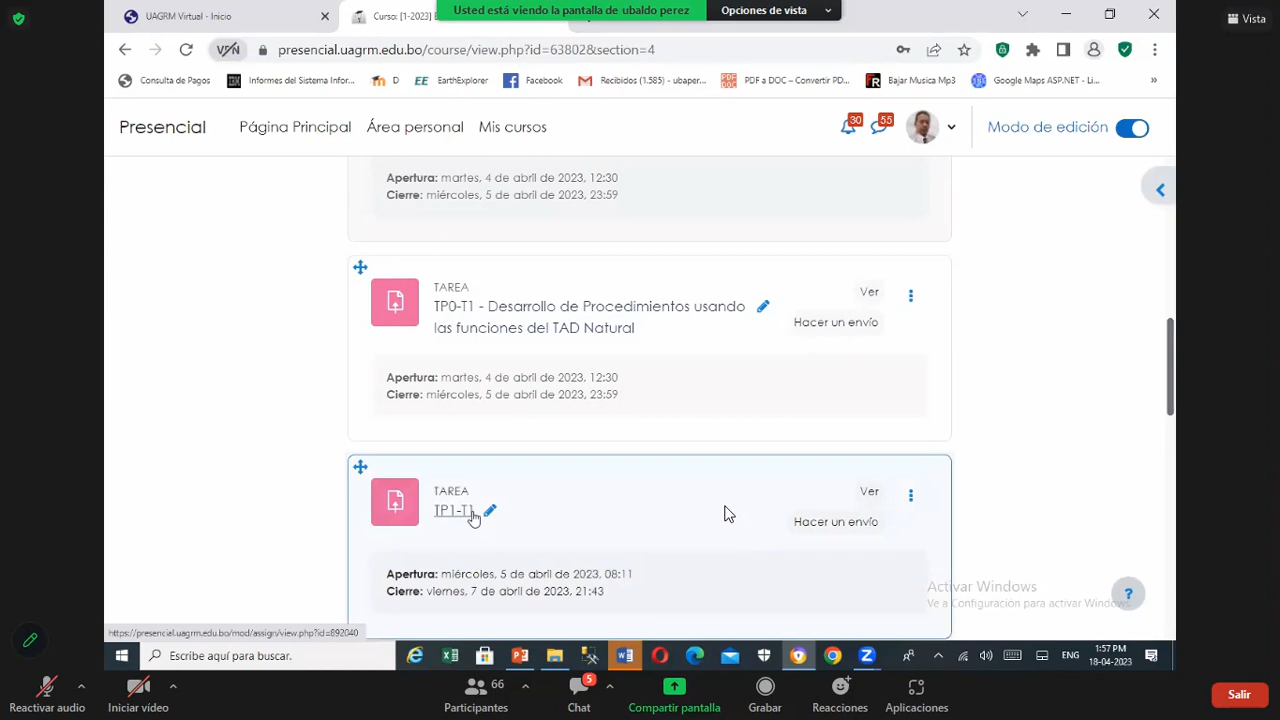 Usted está viendo la pantalla de ubaldo perez
Opciones de vista
Vista
UAGRM Virtual - Inicio
Curso: [1-2023]
presencial.uagrm.edu.bo/course/view.php?id=63802&section=4
Consulta de Pagos
Informes del Sistema Infor...
D
EarthExplorer
Facebook
Recibidos (1.585) - ubaper...
PDF a DOC – Convertir PD...
Bajar Musica Mp3
Google Maps ASP.NET - Li...
»
Presencial
Página Principal
Área personal
Mis cursos
30
55
Modo de edición
Apertura: martes, 4 de abril de 2023, 12:30
Cierre: miércoles, 5 de abril de 2023, 23:59
TAREA
TP0-T1 - Desarrollo de Procedimientos usando
las funciones del TAD Natural
Ver
Hacer un envío
Apertura: martes, 4 de abril de 2023, 12:30
Cierre: miércoles, 5 de abril de 2023, 23:59
TAREA
TP1-T1
Ver
Hacer un envío
Apertura: miércoles, 5 de abril de 2023, 08:11
Cierre: viernes, 7 de abril de 2023, 21:43
Activar Windows
Ve a Configuración para activar Windows.
?
https://presencial.uagrm.edu.bo/mod/assign/view.php?id=892040
Escribe aquí para buscar.
ENG
1:57 PM
18-04-2023
Reactivar audio
Iniciar vídeo
66
Participantes
5
Chat
Compartir pantalla
Grabar
Reacciones
Aplicaciones
Salir